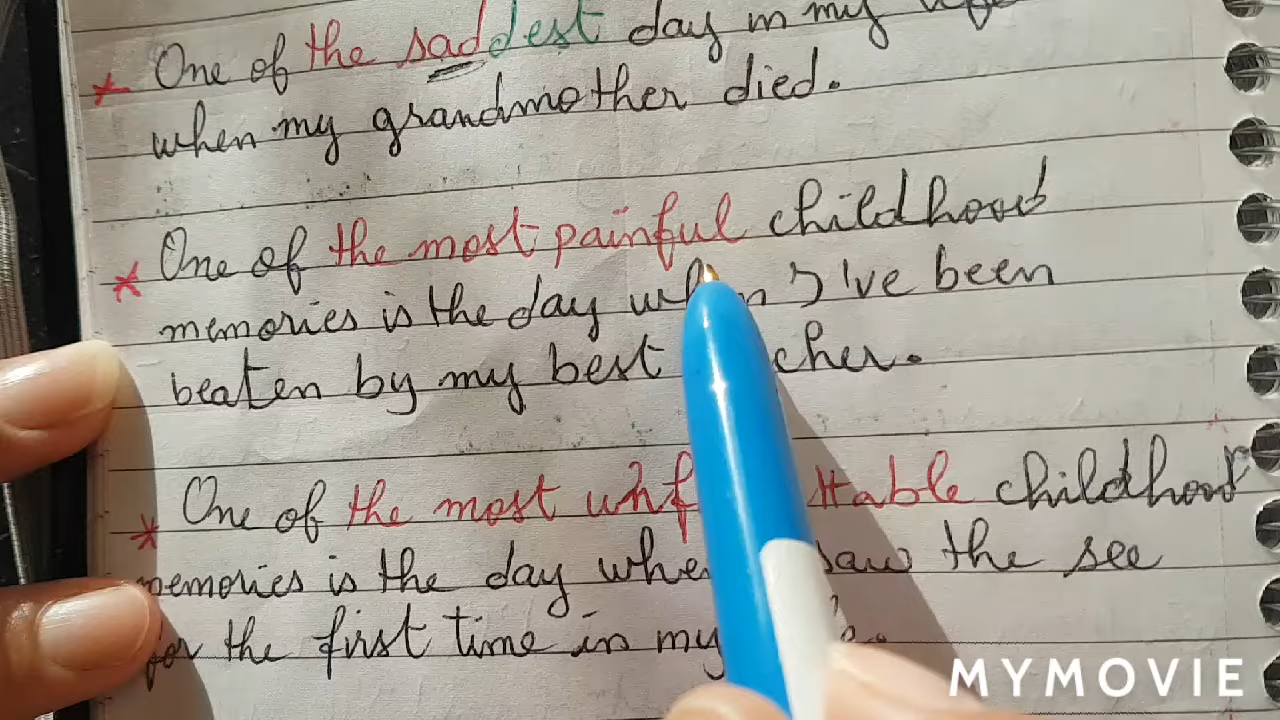 * One of the saddest day in my
when my grandmother died.
* One of the most painful childhood
memories is the day I've been
beaten by my best
* One of the most childhood
memories is the day saw the see
for the first time in my
MYMOVIE